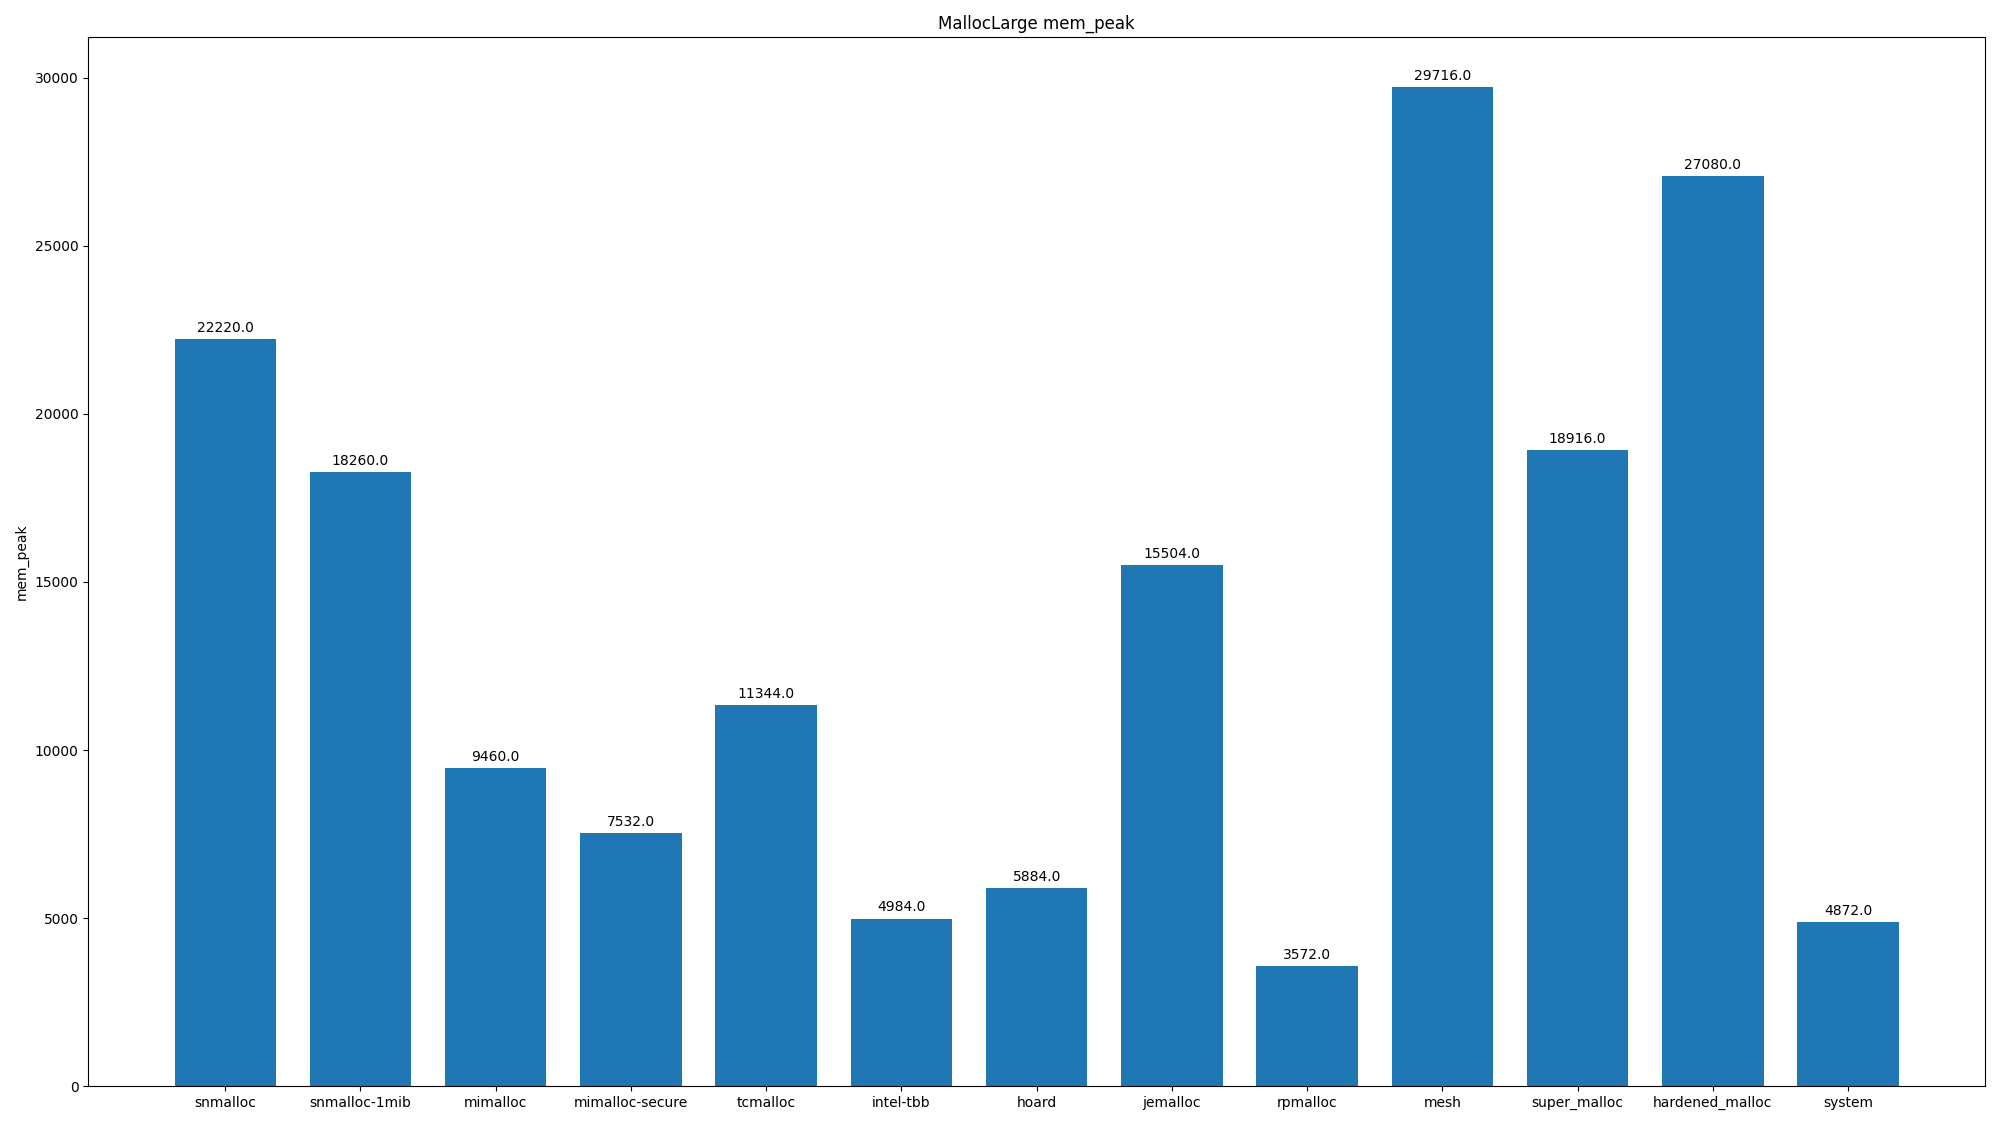 MallocLarge mem_peak
mem_peak
30000
25000
20000
15000
10000
5000
0
22220.0
18260.0
9460.0
7532.0
11344.0
4984.0
5884.0
15504.0
3572.0
29716.0
18916.0
27080.0
4872.0
snmalloc
snmalloc-1mib
mimalloc
mimalloc-secure
tcmalloc
intel-tbb
hoard
jemalloc
rpmalloc
mesh
super_malloc
hardened_malloc
system